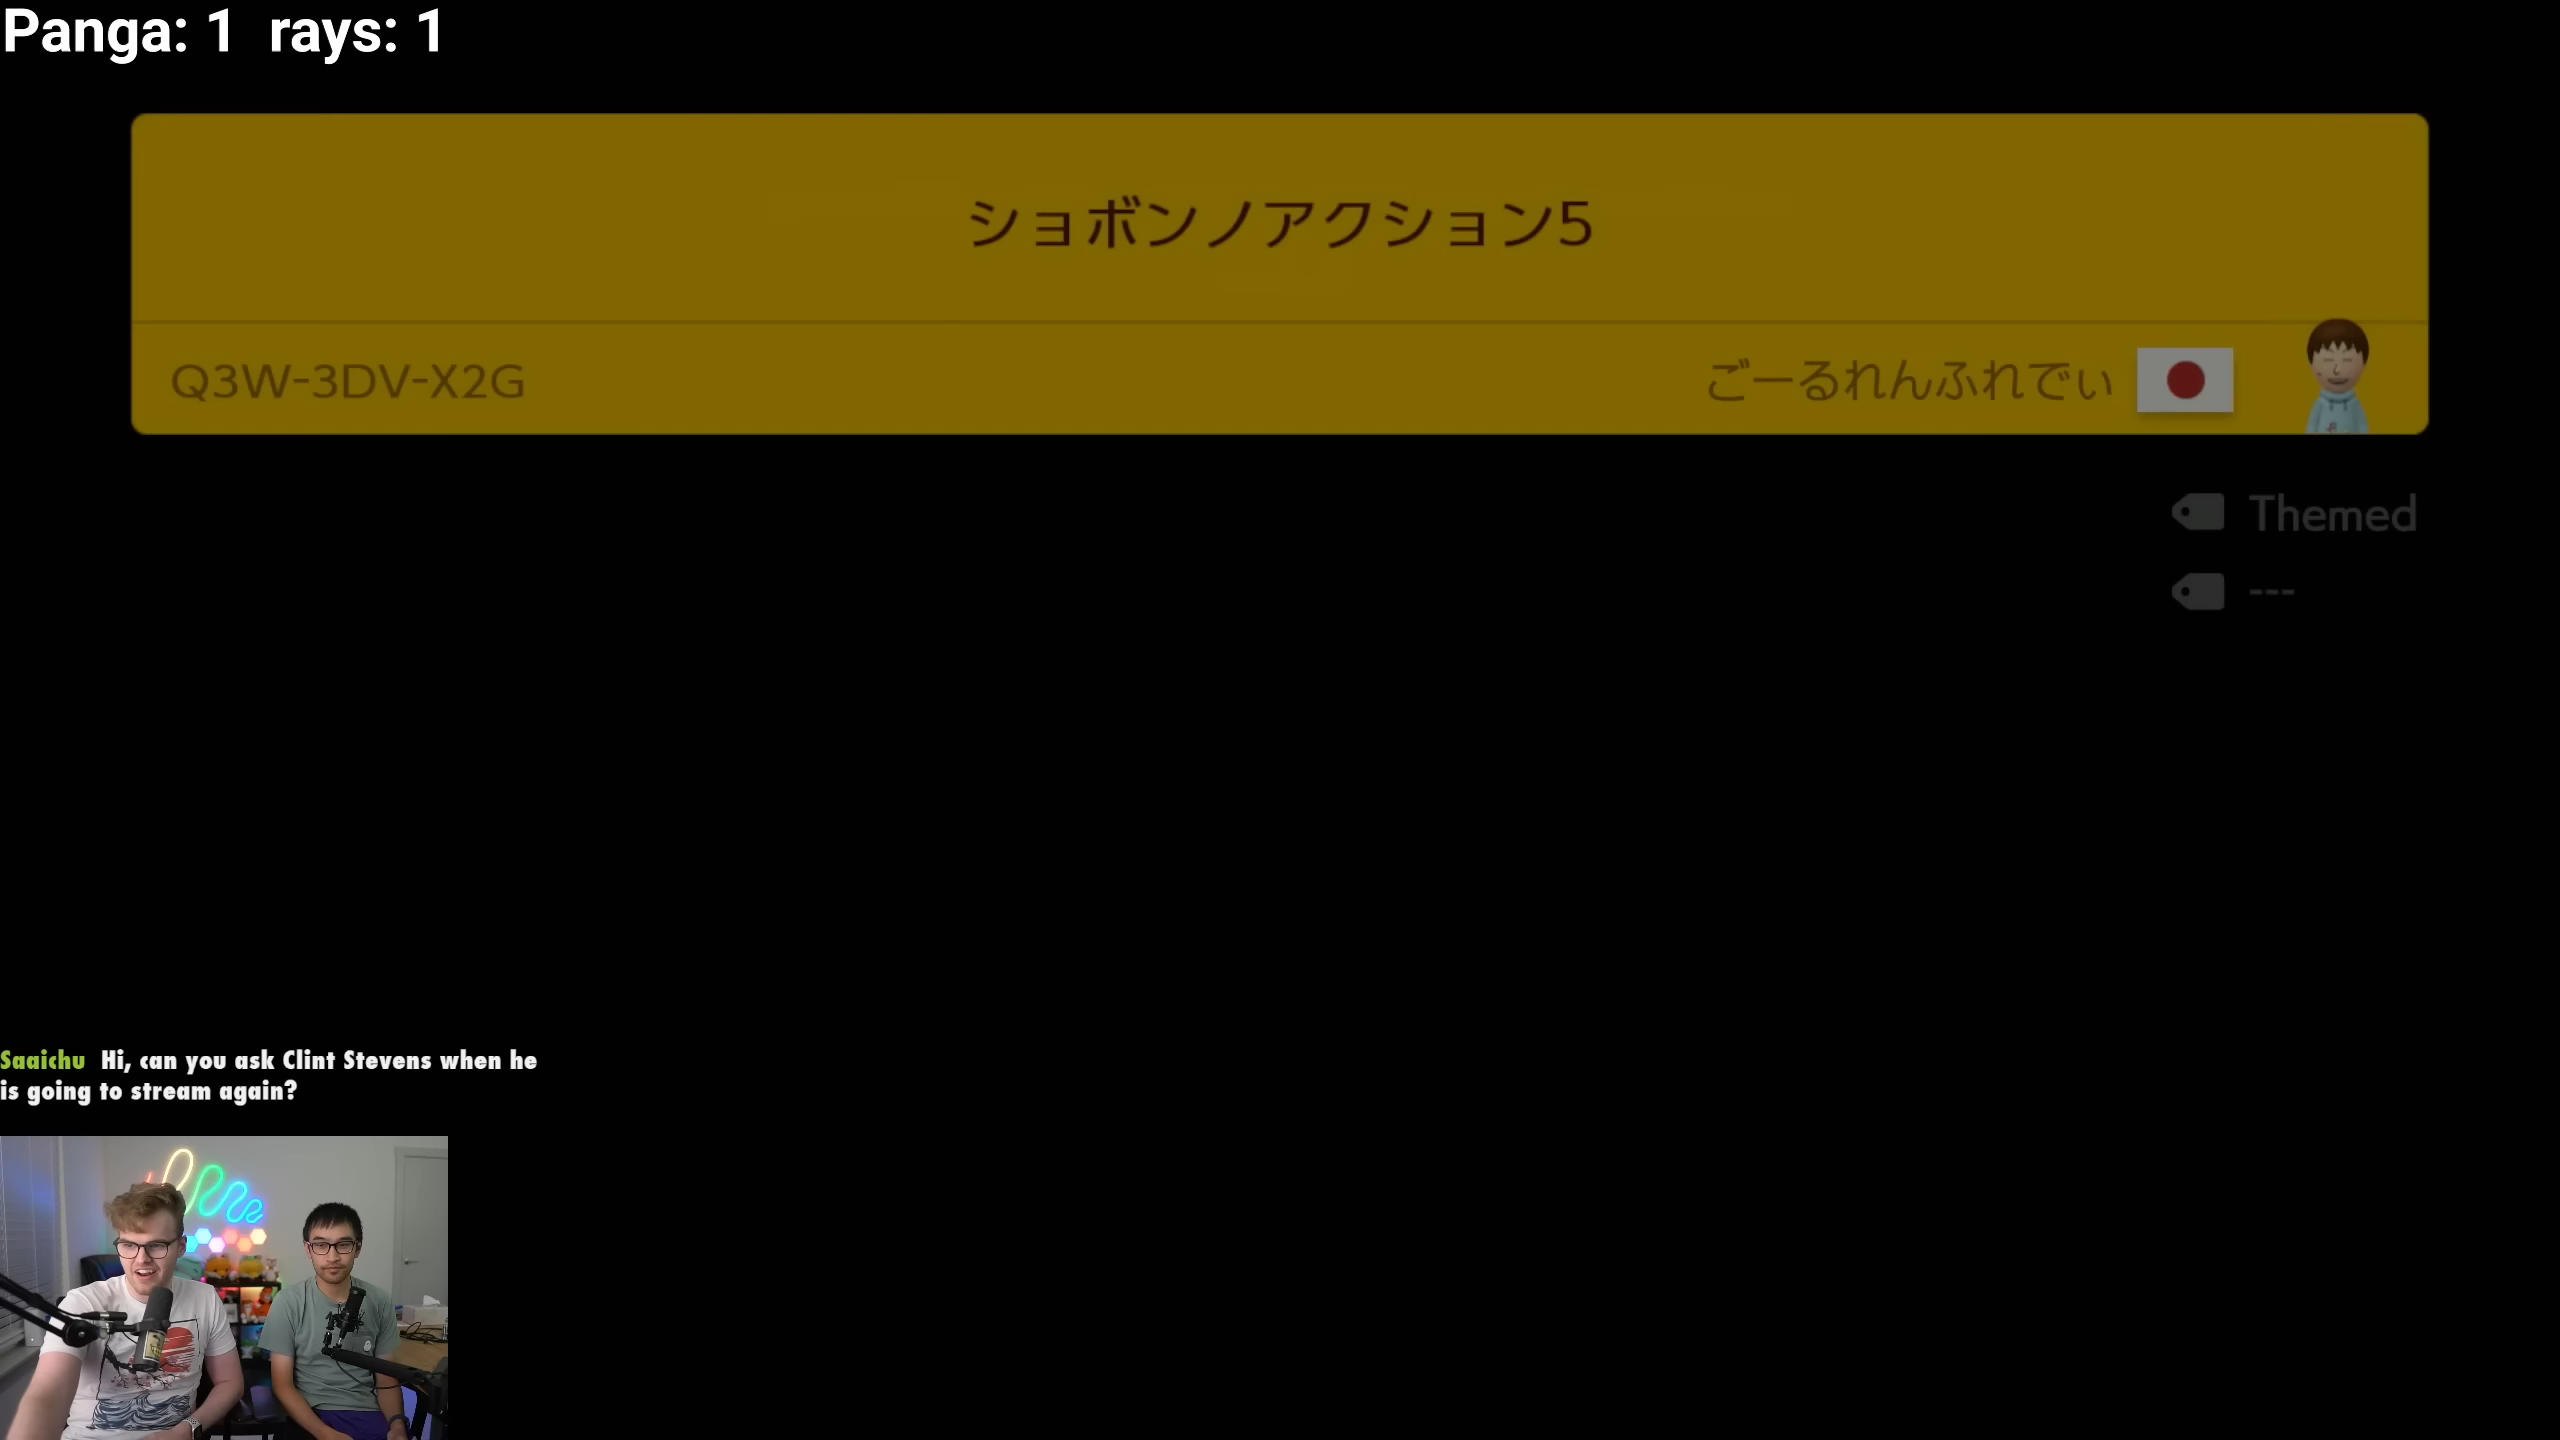 Panga: 1 rays: 1
ショボンノアクション5
Q3W-3DV-X2G
ごーるれんふれでぃ
Themed
---
Saaichu Hi, can you ask Clint Stevens when he
is going to stream again?